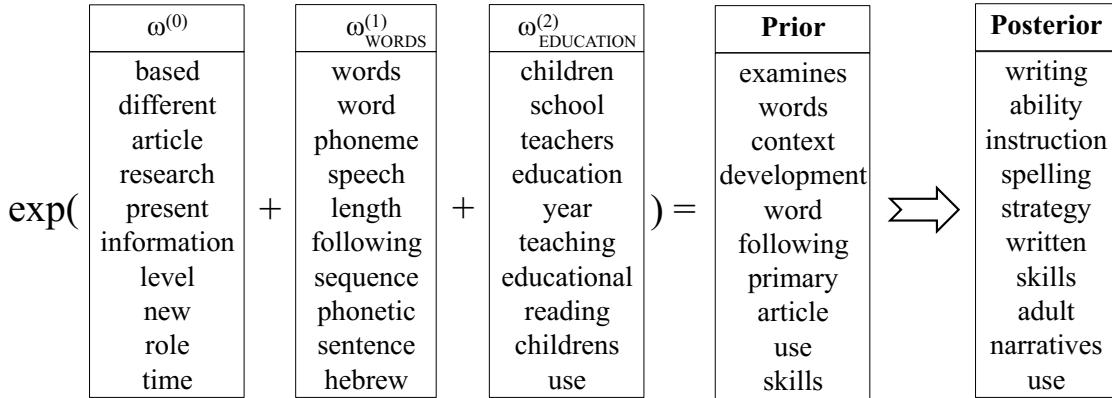 ω(0) ω(1)WORDS ω(2)EDUCATION Prior Posterior
based words children examines writing
different word school words ability
article phoneme teachers context instruction
research speech education development spelling
exp( present + length + year ) = word strategy
information following teaching following written
level sequence educational primary skills
new phonetic reading article adult
role sentence childrens use narratives
time hebrew use skills use